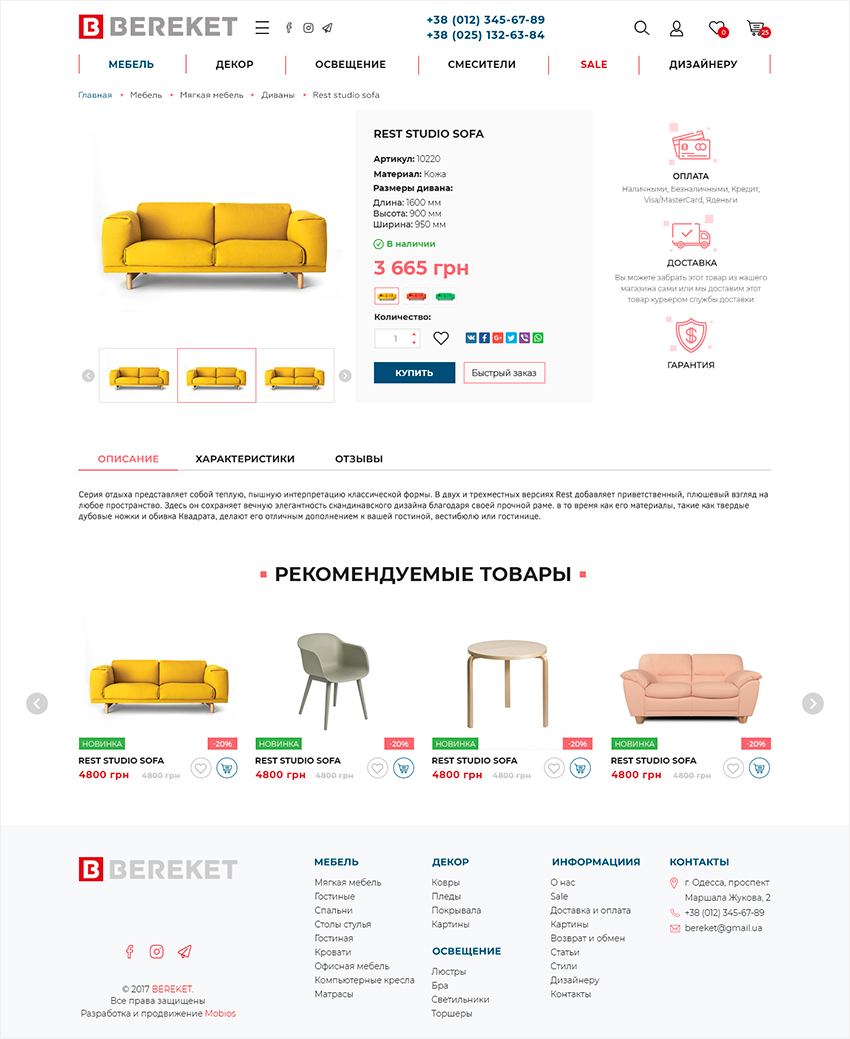 BEREKET
+38 (012) 345-67-89
+38 (025) 132-63-84
0
25
МЕБЕЛЬ
ДЕКОР
ОСВЕЩЕНИЕ
СМЕСИТЕЛИ
SALE
ДИЗАЙНЕРУ
Главная • Мебель • Мягкая мебель • Диваны • Rest studio sofa
REST STUDIO SOFA
Артикул: 10220
Материал: Кожа
Размеры дивана:
Длина: 1600 мм
Высота: 900 мм
Ширина: 950 мм
В наличии
3 665 грн
Количество:
1
КУПИТЬ
Быстрый заказ
ОПЛАТА
Наличными, Безналичными, Кредит,
Visa/MasterCard, Яденьги
ДОСТАВКА
Вы можете забрать этот товар из нашего
магазина сами или мы доставим этот
товар курьером службы доставки
ГАРАНТИЯ
ОПИСАНИЕ
ХАРАКТЕРИСТИКИ
ОТЗЫВЫ
Серия отдыха представляет собой теплую, пышную интерпретацию классической формы. В двух и трехместных версиях Rest добавляет приветственный, плюшевый взгляд на
любое пространство. Здесь он сохраняет вечную элегантность скандинавского дизайна благодаря своей прочной раме. в то время как его материалы, такие как твердые
дубовые ножки и обивка Квадрата, делают его отличным дополнением к вашей гостиной, вестибюлю или гостинице.
РЕКОМЕНДУЕМЫЕ ТОВАРЫ
НОВИНКА
-20%
REST STUDIO SOFA
4800 грн
4800 грн
НОВИНКА
-20%
REST STUDIO SOFA
4800 грн
4800 грн
НОВИНКА
-20%
REST STUDIO SOFA
4800 грн
4800 грн
НОВИНКА
-20%
REST STUDIO SOFA
4800 грн
4800 грн
BEREKET
© 2017 BEREKET.
Все права защищены
Разработка и продвижение Mobios
МЕБЕЛЬ
Мягкая мебель
Гостиные
Спальни
Столы стулья
Гостиная
Кровати
Офисная мебель
Компьютерные кресла
Матрасы
ДЕКОР
Ковры
Пледы
Покрывала
Картины
ОСВЕЩЕНИЕ
Люстры
Бра
Светильники
Торшеры
ИНФОРМАЦИИЯ
О нас
Sale
Доставка и оплата
Картины
Возврат и обмен
Статьи
Стили
Дизайнеру
Контакты
КОНТАКТЫ
г. Одесса, проспект
Маршала Жукова, 2
+38 (012) 345-67-89
bereket@gmail.ua